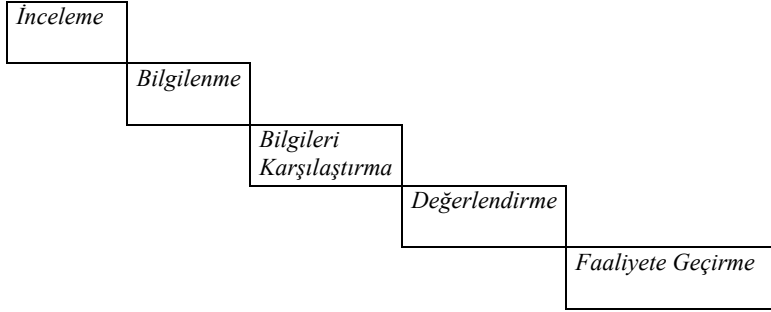 İnceleme
Bilgilenme
Bilgileri
Karşılaştırma
Değerlendirme
Faaliyete Geçirme